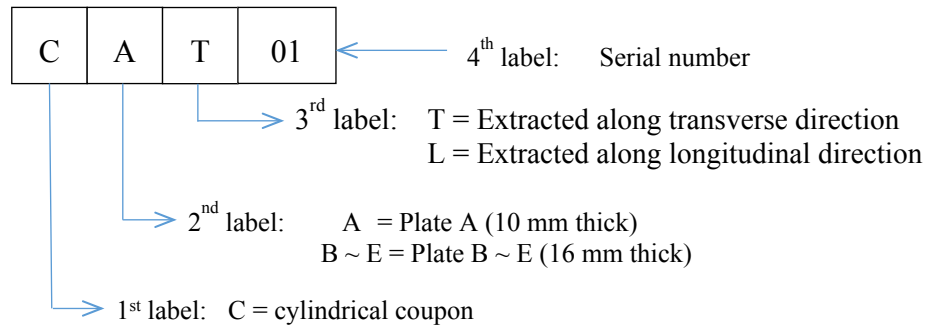 C A T 01
4th label: Serial number
3rd label: T = Extracted along transverse direction
L = Extracted along longitudinal direction
2nd label: A = Plate A (10 mm thick)
B ~ E = Plate B ~ E (16 mm thick)
1st label: C = cylindrical coupon